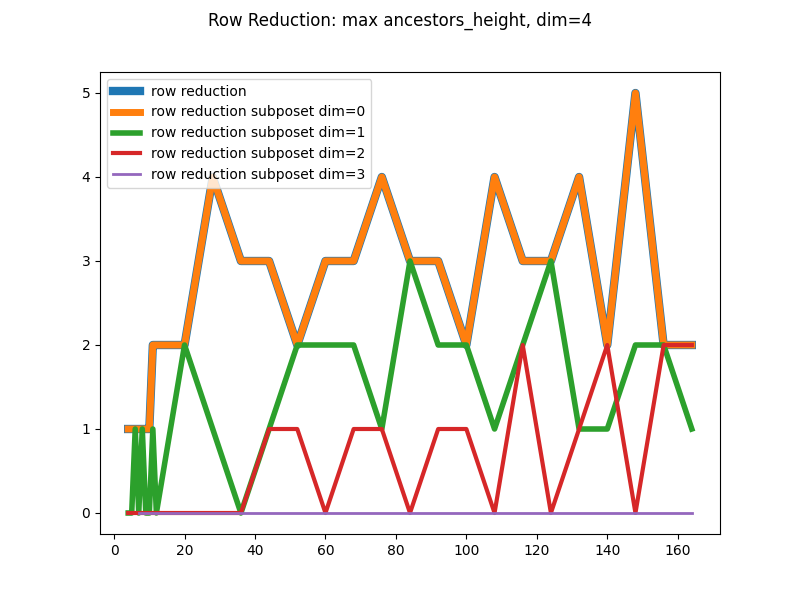 Row Reduction: max ancestors_height, dim=4
row reduction
row reduction subposet dim=0
row reduction subposet dim=1
row reduction subposet dim=2
row reduction subposet dim=3
5
4
3
2
1
0
0 20 40 60 80 100 120 140 160